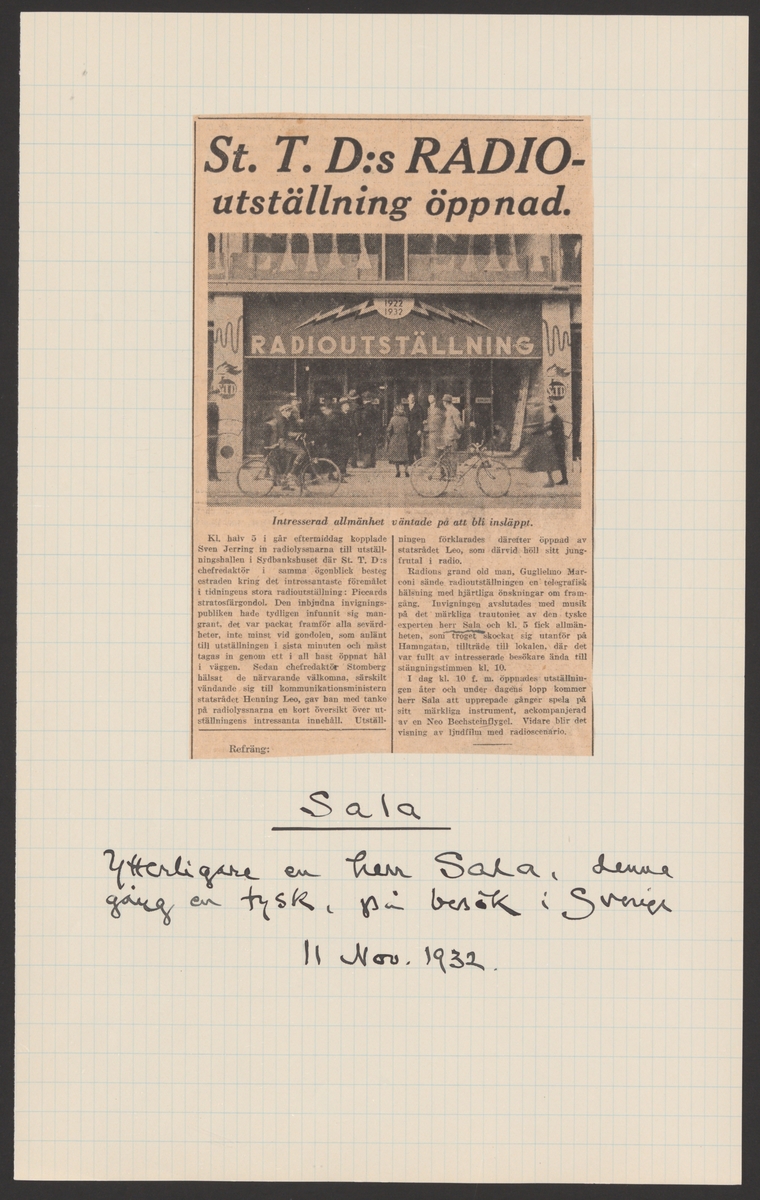 St. T. D:s RADIO-
utställning öppnad.
1922
1932
RADIOUTSTÄLLNING
Intresserad allmänhet väntade på att bli insläppt.
Kl. halv 5 i går eftermiddag kopplade
Sven Jerring in radiolyssnarna till utställ-
ningshallen i Sydbankshuset där St. T. D:s
chefredaktör i samma ögenblick besteg
estraden kring det intressantaste föremålet
i tidningens stora radioutställning: Piccards
stratosfärgondol. Den inbjudna invignings-
publiken hade tydligen infunnit sig man-
grant, det var packat framför alla sevärd-
heter, inte minst vid gondolen, som anlänt
till utställningen i sista minuten och måst
tagas in genom ett i all hast öppnat hål
i väggen. Sedan chefredaktör Stomberg
hälsat de närvarande välkomna, särskilt
vändande sig till kommunikationsministern
statsrådet Henning Leo, gav han med tanke
på radiolyssnarna en kort översikt över ut-
ställningens intressanta innehåll. Utställ-
Refräng:
ningen förklarades därefter öppnad av
statsrådet Leo, som därvid höll sitt jung-
frutal i radio.
Radions grand old man, Guglielmo Mar-
coni sände radioutställningen en telegrafisk
hälsning med hjärtliga önskningar om fram-
gång. Invigningen avslutades med musik
på det märkliga trautoniet av den tyske
experten herr Sala och kl. 5 fick allmän-
heten, som troget skockat sig utanför på
Hamngatan, tillträde till lokalen, där det
var fullt av intresserade besökare ända till
stängningstimmen kl. 10.
I dag kl. 10 f. m. öppnades utställnin-
gen åter och under dagens lopp kommer
herr Sala att upprepade gånger spela på
sitt märkliga instrument, ackompanjerad
av en Neo Bechsteinflygel. Vidare blir det
visning av ljudfilm med radioscenario.
Sala
Ytterligare en herr Sala, denna
gång en tysk, på besök i Sverige
11 Nov. 1932.